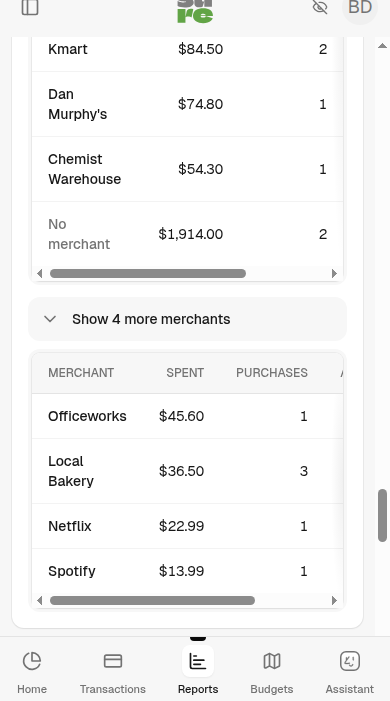 sure
BD
Kmart $84.50 2
Dan
Murphy's $74.80 1
Chemist
Warehouse $54.30 1
No
merchant $1,914.00 2
Show 4 more merchants
MERCHANT SPENT PURCHASES
Officeworks $45.60 1
Local
Bakery $36.50 3
Netflix $22.99 1
Spotify $13.99 1
Home Transactions Reports Budgets Assistant